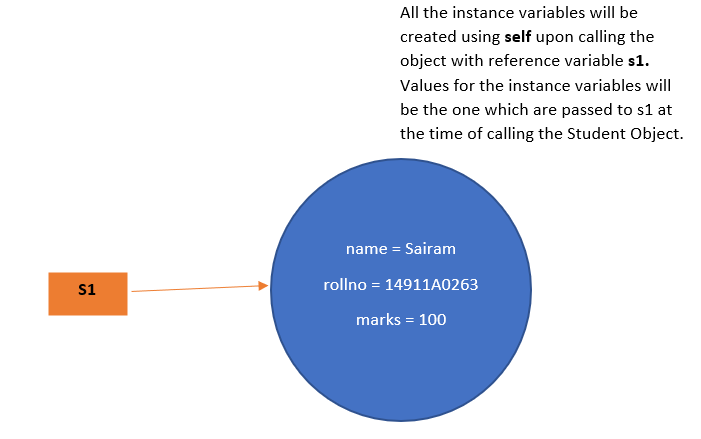 All the instance variables will be
created using self upon calling the
object with reference variable s1.
Values for the instance variables will
be the one which are passed to s1 at
the time of calling the Student Object.
name = Sairam
rollno = 14911A0263
marks = 100
S1